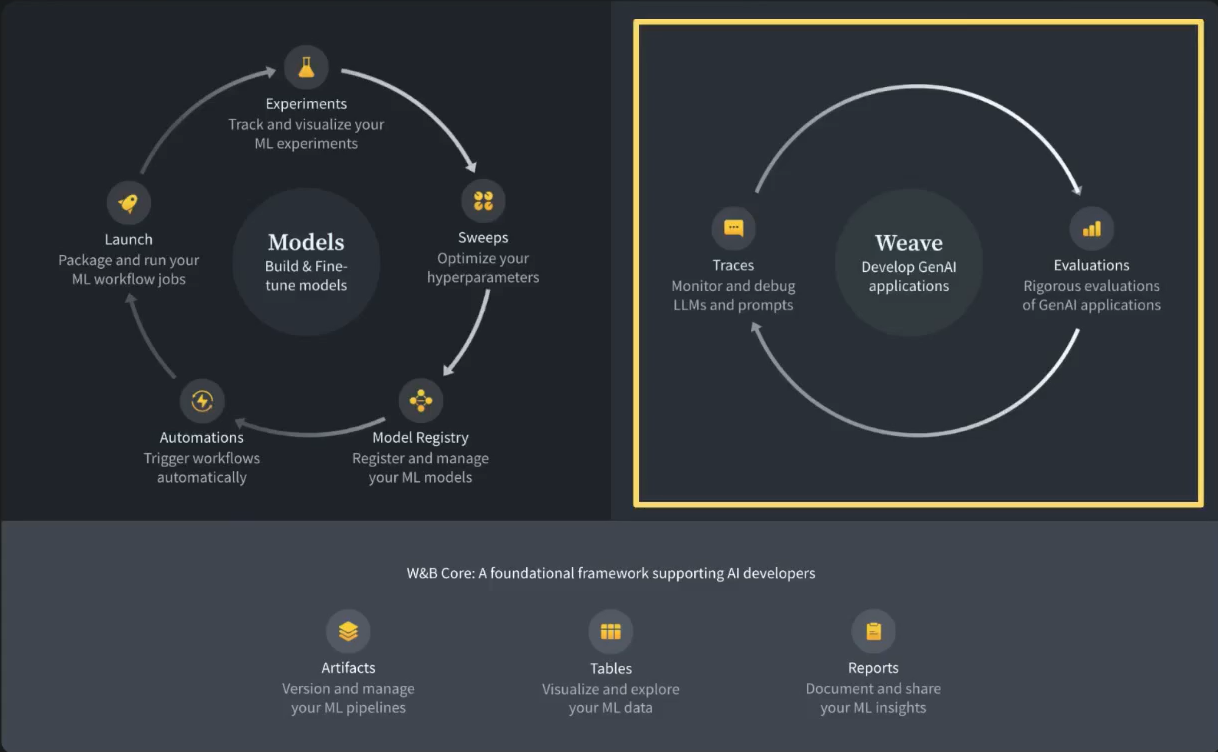 Experiments
Track and visualize your
ML experiments
Launch
Package and run your
ML workflow jobs
Models
Build & Fine-
tune models
Sweeps
Optimize your
hyperparameters
Automations
Trigger workflows
automatically
Model Registry
Register and manage
your ML models
Traces
Monitor and debug
LLMs and prompts
Weave
Develop GenAI
applications
Evaluations
Rigorous evaluations
of GenAI applications
W&B Core: A foundational framework supporting AI developers
Artifacts
Version and manage
your ML pipelines
Tables
Visualize and explore
your ML data
Reports
Document and share
your ML insights